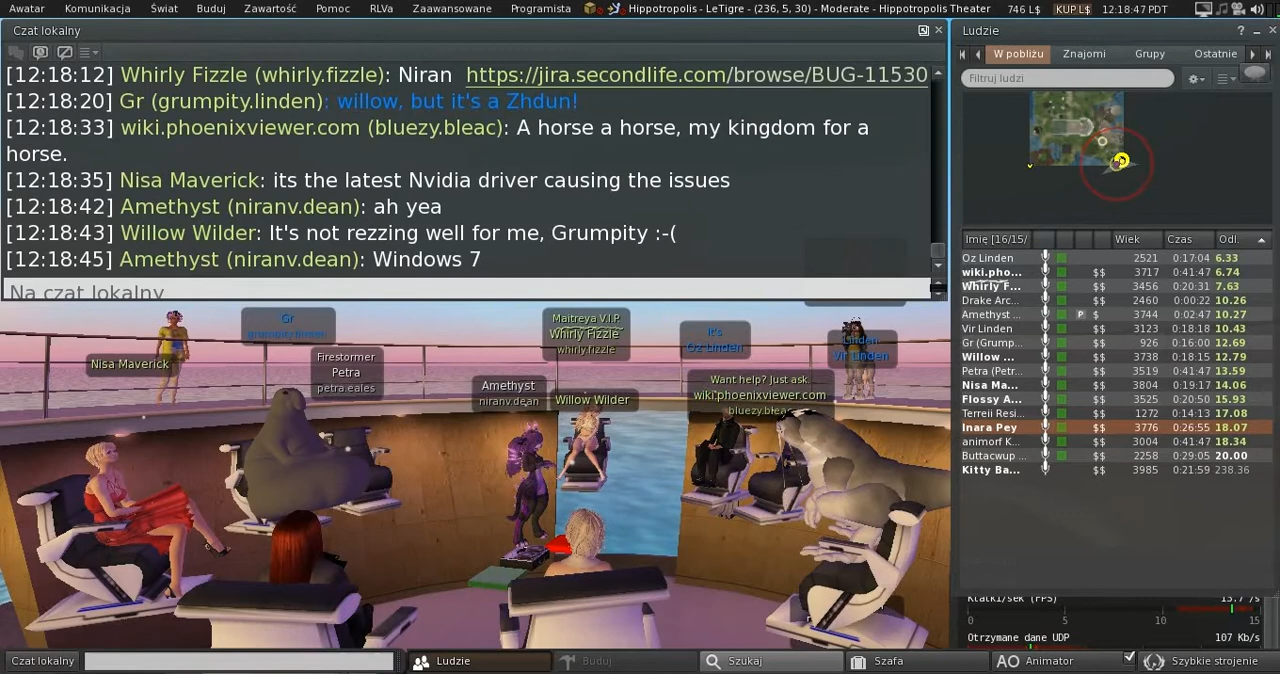 Awatar Komunikacja Świat Buduj Zawartość Pomoc RLVa Zaawansowane Programista Hippotropolis - LeTigre - (236, 5, 30) - Moderate - Hippotropolis Theater 746 L$ KUP L$ 12:18:47 PDT
Czat lokalny
[12:18:12] Whirly Fizzle (whirly.fizzle): Niran https://jira.secondlife.com/browse/BUG-11530
[12:18:20] Gr (grumpity.linden): willow, but it's a Zhdun!
[12:18:33] wiki.phoenixviewer.com (bluezy.bleac): A horse a horse, my kingdom for a
horse.
[12:18:35] Nisa Maverick: its the latest Nvidia driver causing the issues
[12:18:42] Amethyst (niranv.dean): ah yea
[12:18:43] Willow Wilder: It's not rezzing well for me, Grumpity :-(
[12:18:45] Amethyst (niranv.dean): Windows 7
Na czat lokalny
Nisa Maverick
Gr
grumpity.linden
Firestormer
Petra
petra.eales
Maitreya V.I.P.
Whirly Fizzle
whirly.fizzle
Amethyst
niranv.dean
Willow Wilder
It's
Oz Linden
Want help? Just ask
wiki.phoenixviewer.com
bluezy.bleac
Linden
Vir Linden
Ludzie
W pobliżu Znajomi Grupy Ostatnie
Filtruj ludzi
Imię [16/15/ Wiek Czas Odl.
Oz Linden 2521 0:17:04 6.33
wiki.pho... $$ 3717 0:41:47 6.74
Whirly F... $$ 3456 0:20:31 7.63
Drake Arc... $$ 2460 0:00:22 10.26
Amethyst ... P $ 3744 0:02:47 10.27
Vir Linden $$ 3123 0:18:18 10.43
Gr (Grump... $$ 926 0:16:00 12.69
Willow ... $$ 3738 0:18:15 12.79
Petra (Petr... $$ 3519 0:41:47 13.59
Nisa Ma... $$ 3804 0:19:17 14.06
Flossy A... $$ 3525 0:20:50 15.93
Terreii Resi... $$ 1272 0:14:13 17.08
Inara Pey $$ 3776 0:26:55 18.07
animorf K... $$ 3004 0:41:47 18.34
Buttacwup ... $$ 2258 0:29:05 20.00
Kitty Ba... $$ 3985 0:21:59 238.36
Klatki/sek (FPS) 13.7 /s
0 5 10 15
Otrzymane dane UDP 107 Kb/s
Czat lokalny Ludzie Buduj Szukaj Szafa AO Animator Szybkie strojenie